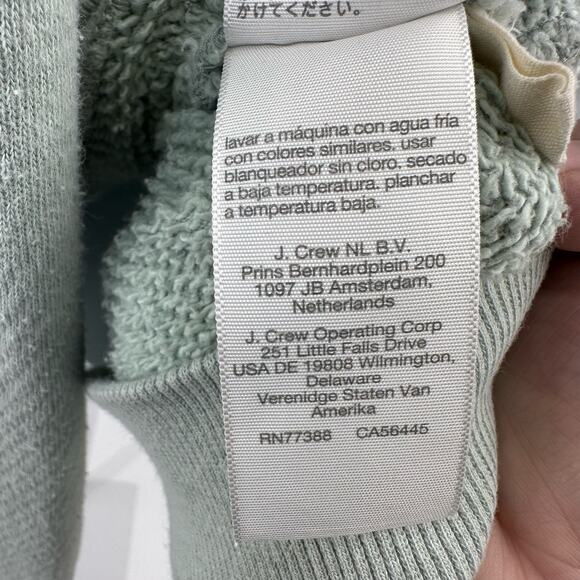 かけてください。
lavar a máquina con agua fría
con colores similares. usar
blanqueador sin cloro. secado
a baja temperatura. planchar
a temperatura baja.
J. Crew NL B.V.
Prins Bernhardplein 200
1097 JB Amsterdam,
Netherlands
J. Crew Operating Corp
251 Little Falls Drive
USA DE 19808 Wilmington,
Delaware
Verenidge Staten Van
Amerika
RN77388 CA56445